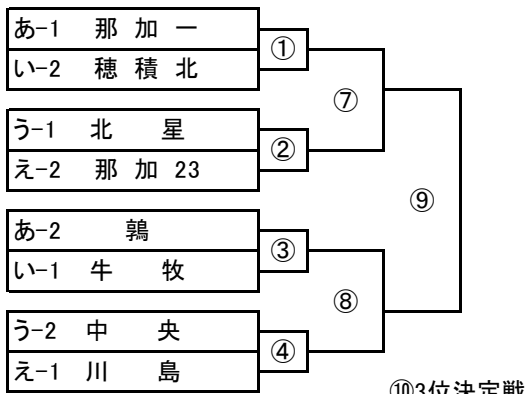 あ-1 那 加 一
①
い-2 穂 積 北
⑦
う-1 北 星
②
え-2 那 加 23
⑨
あ-2 鶉
③
い-1 牛 牧
⑧
う-2 中 央
④
え-1 川 島
⑩3位決定戦